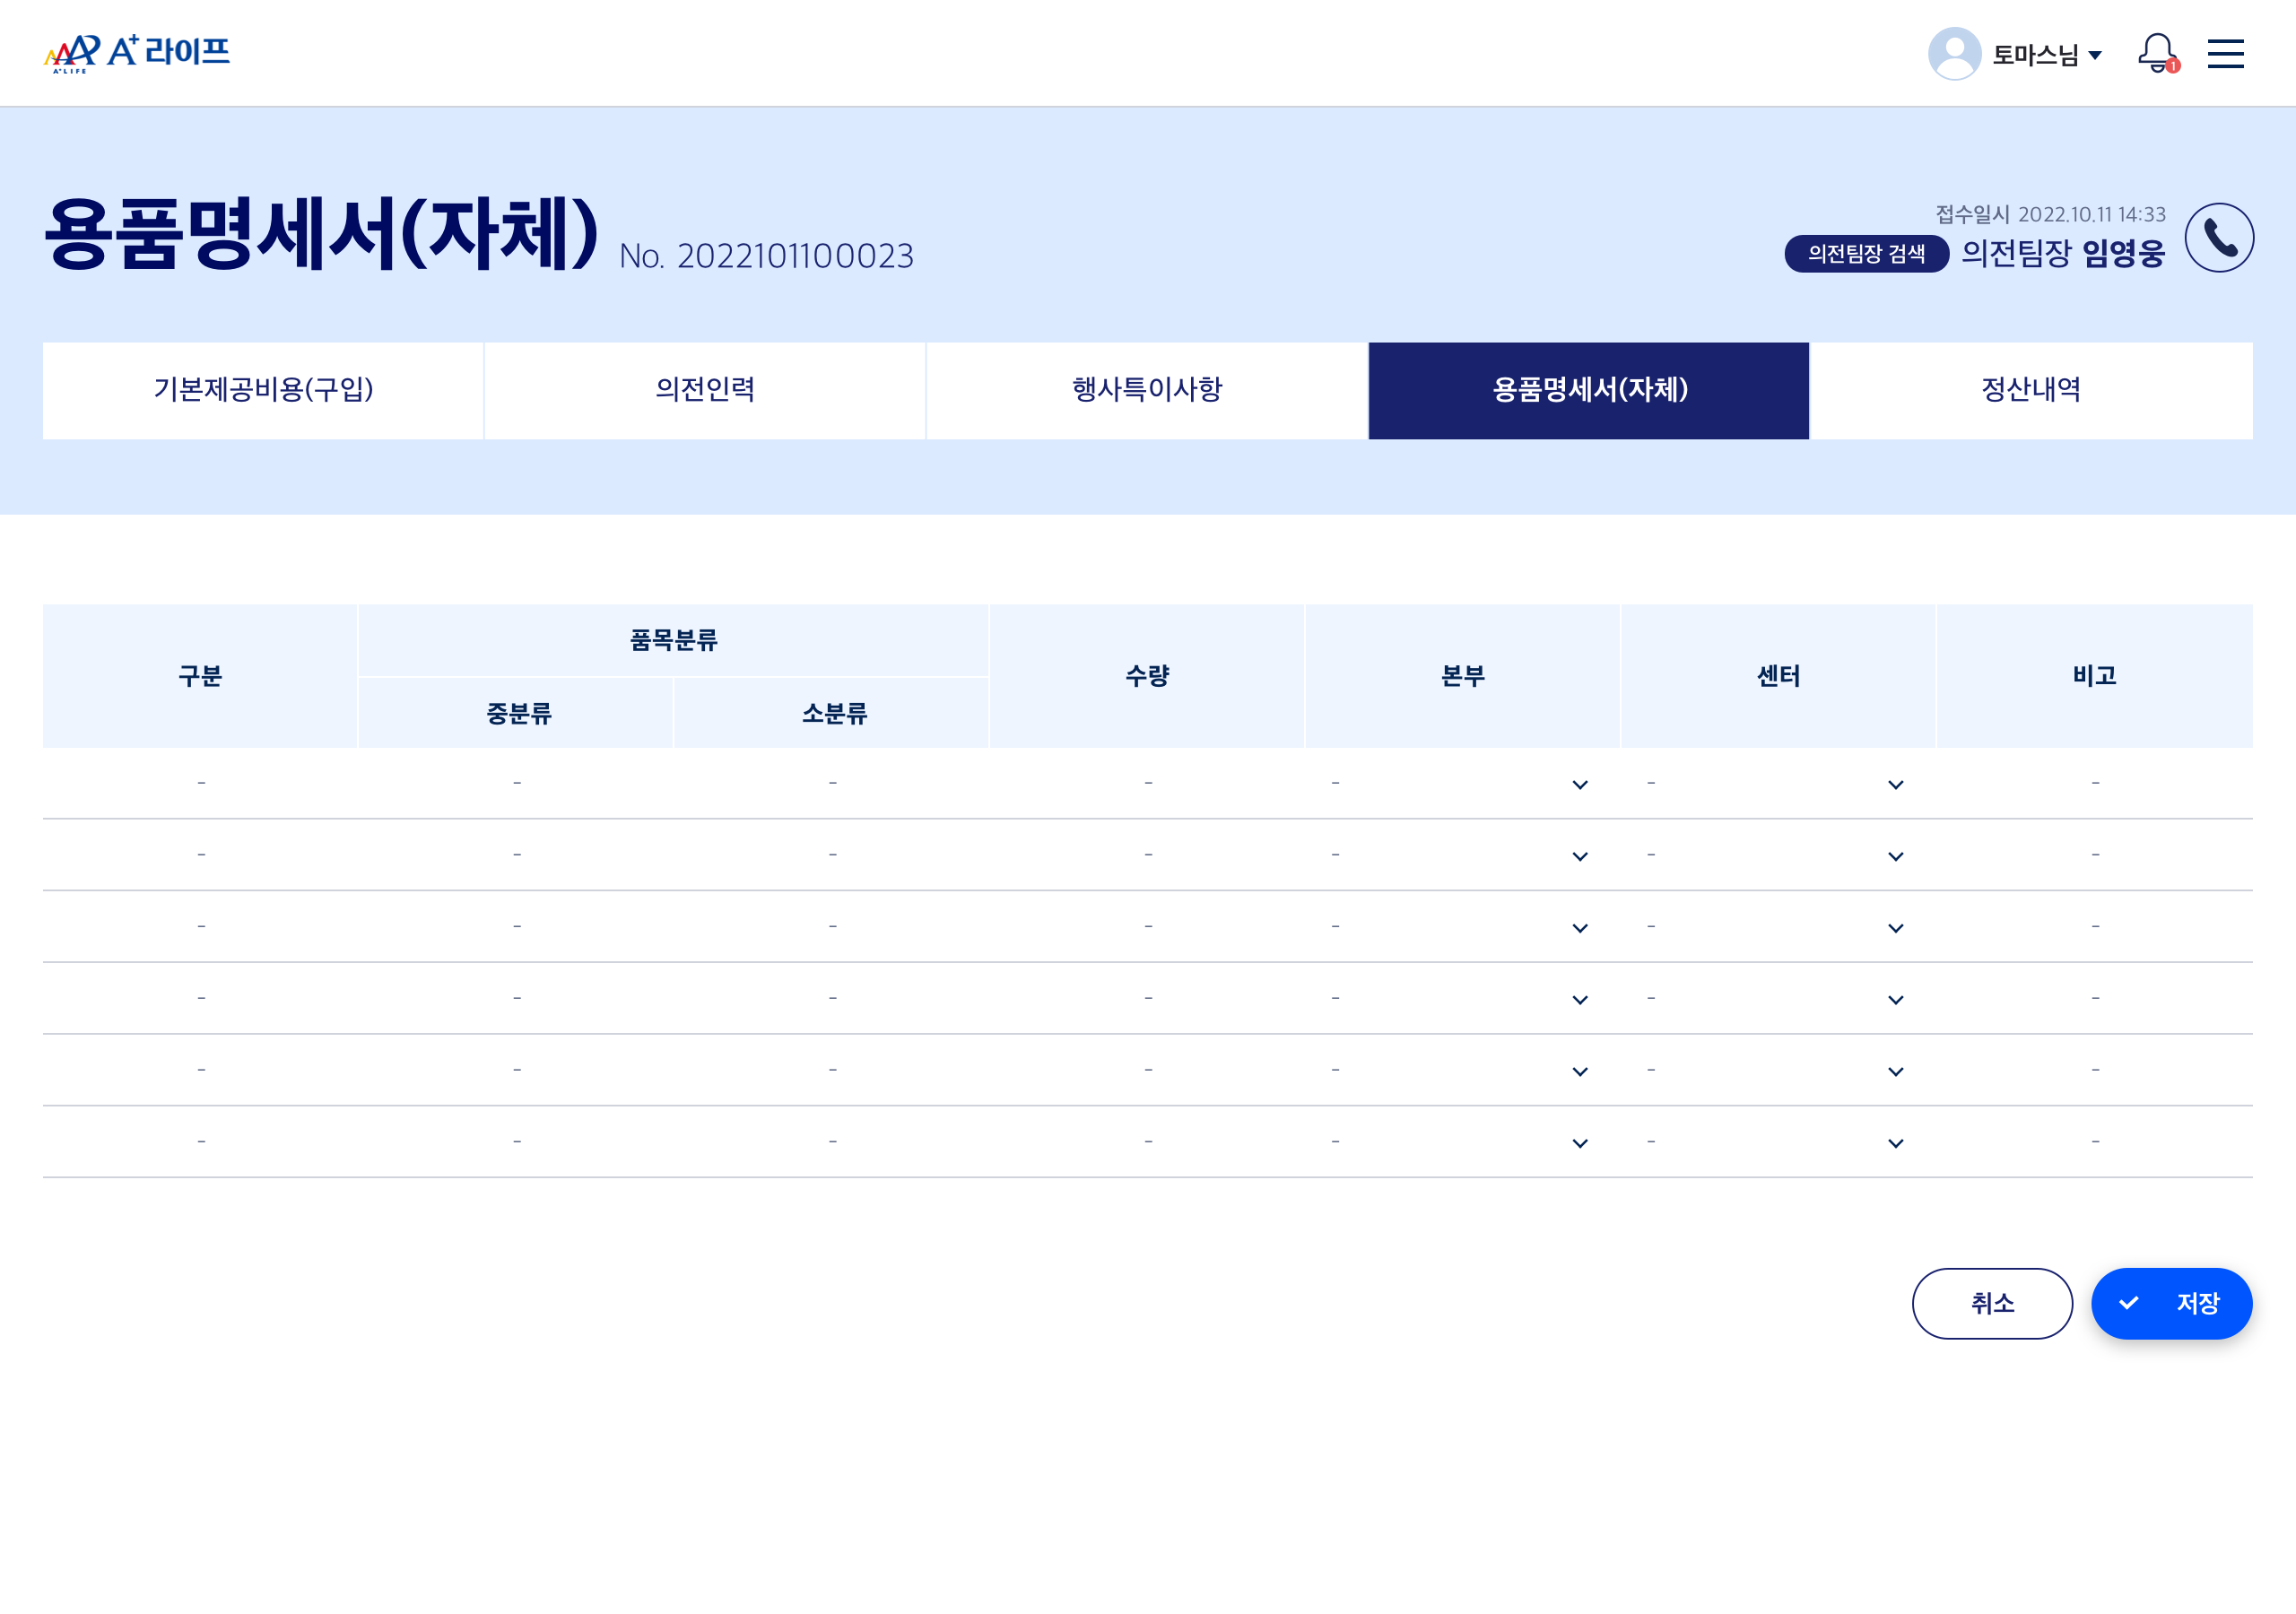 A+LIFE A+ 라이프 토마스님 1
접수일시 2022.10.11 14:33
용품명세서(자체) No. 2022101100023 의전팀장 검색 의전팀장 임영웅
기본제공비용(구입) 의전인력 행사특이사항 용품명세서(자체) 정산내역
품목분류
구분 수량 본부 센터 비고
중분류 소분류
- - - - - - -
- - - - - - -
- - - - - - -
- - - - - - -
- - - - - - -
- - - - - - -
취소 저장